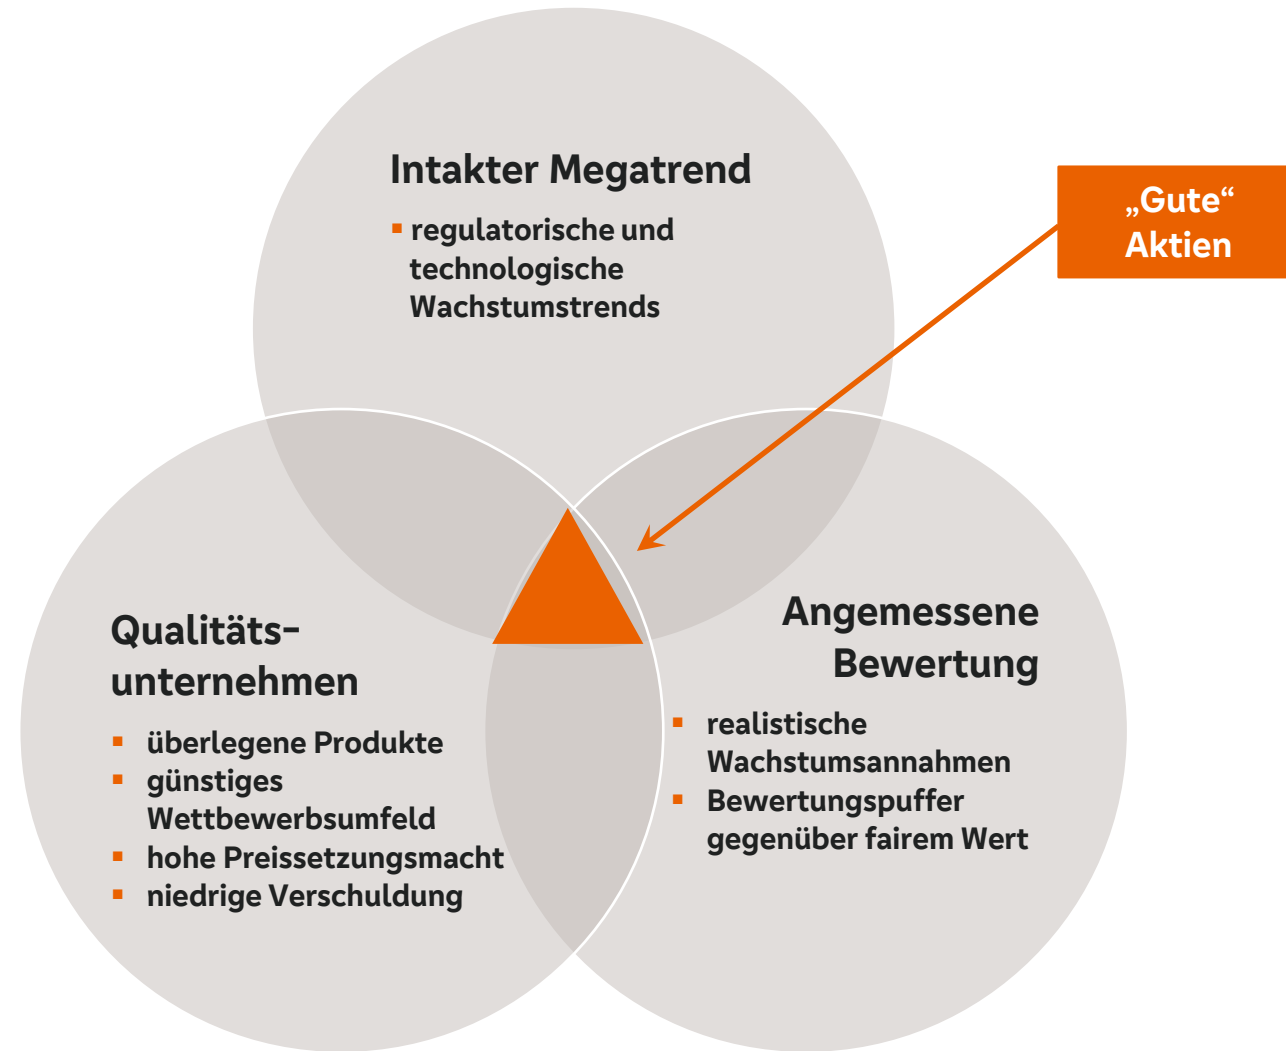 Intakter Megatrend
▪ regulatorische und
technologische
Wachstumstrends
„Gute“
Aktien
Qualitäts-
unternehmen
▪ überlegene Produkte
▪ günstiges
Wettbewerbsumfeld
▪ hohe Preissetzungsmacht
▪ niedrige Verschuldung
Angemessene
Bewertung
▪ realistische
Wachstumsannahmen
▪ Bewertungspuffer
gegenüber fairem Wert